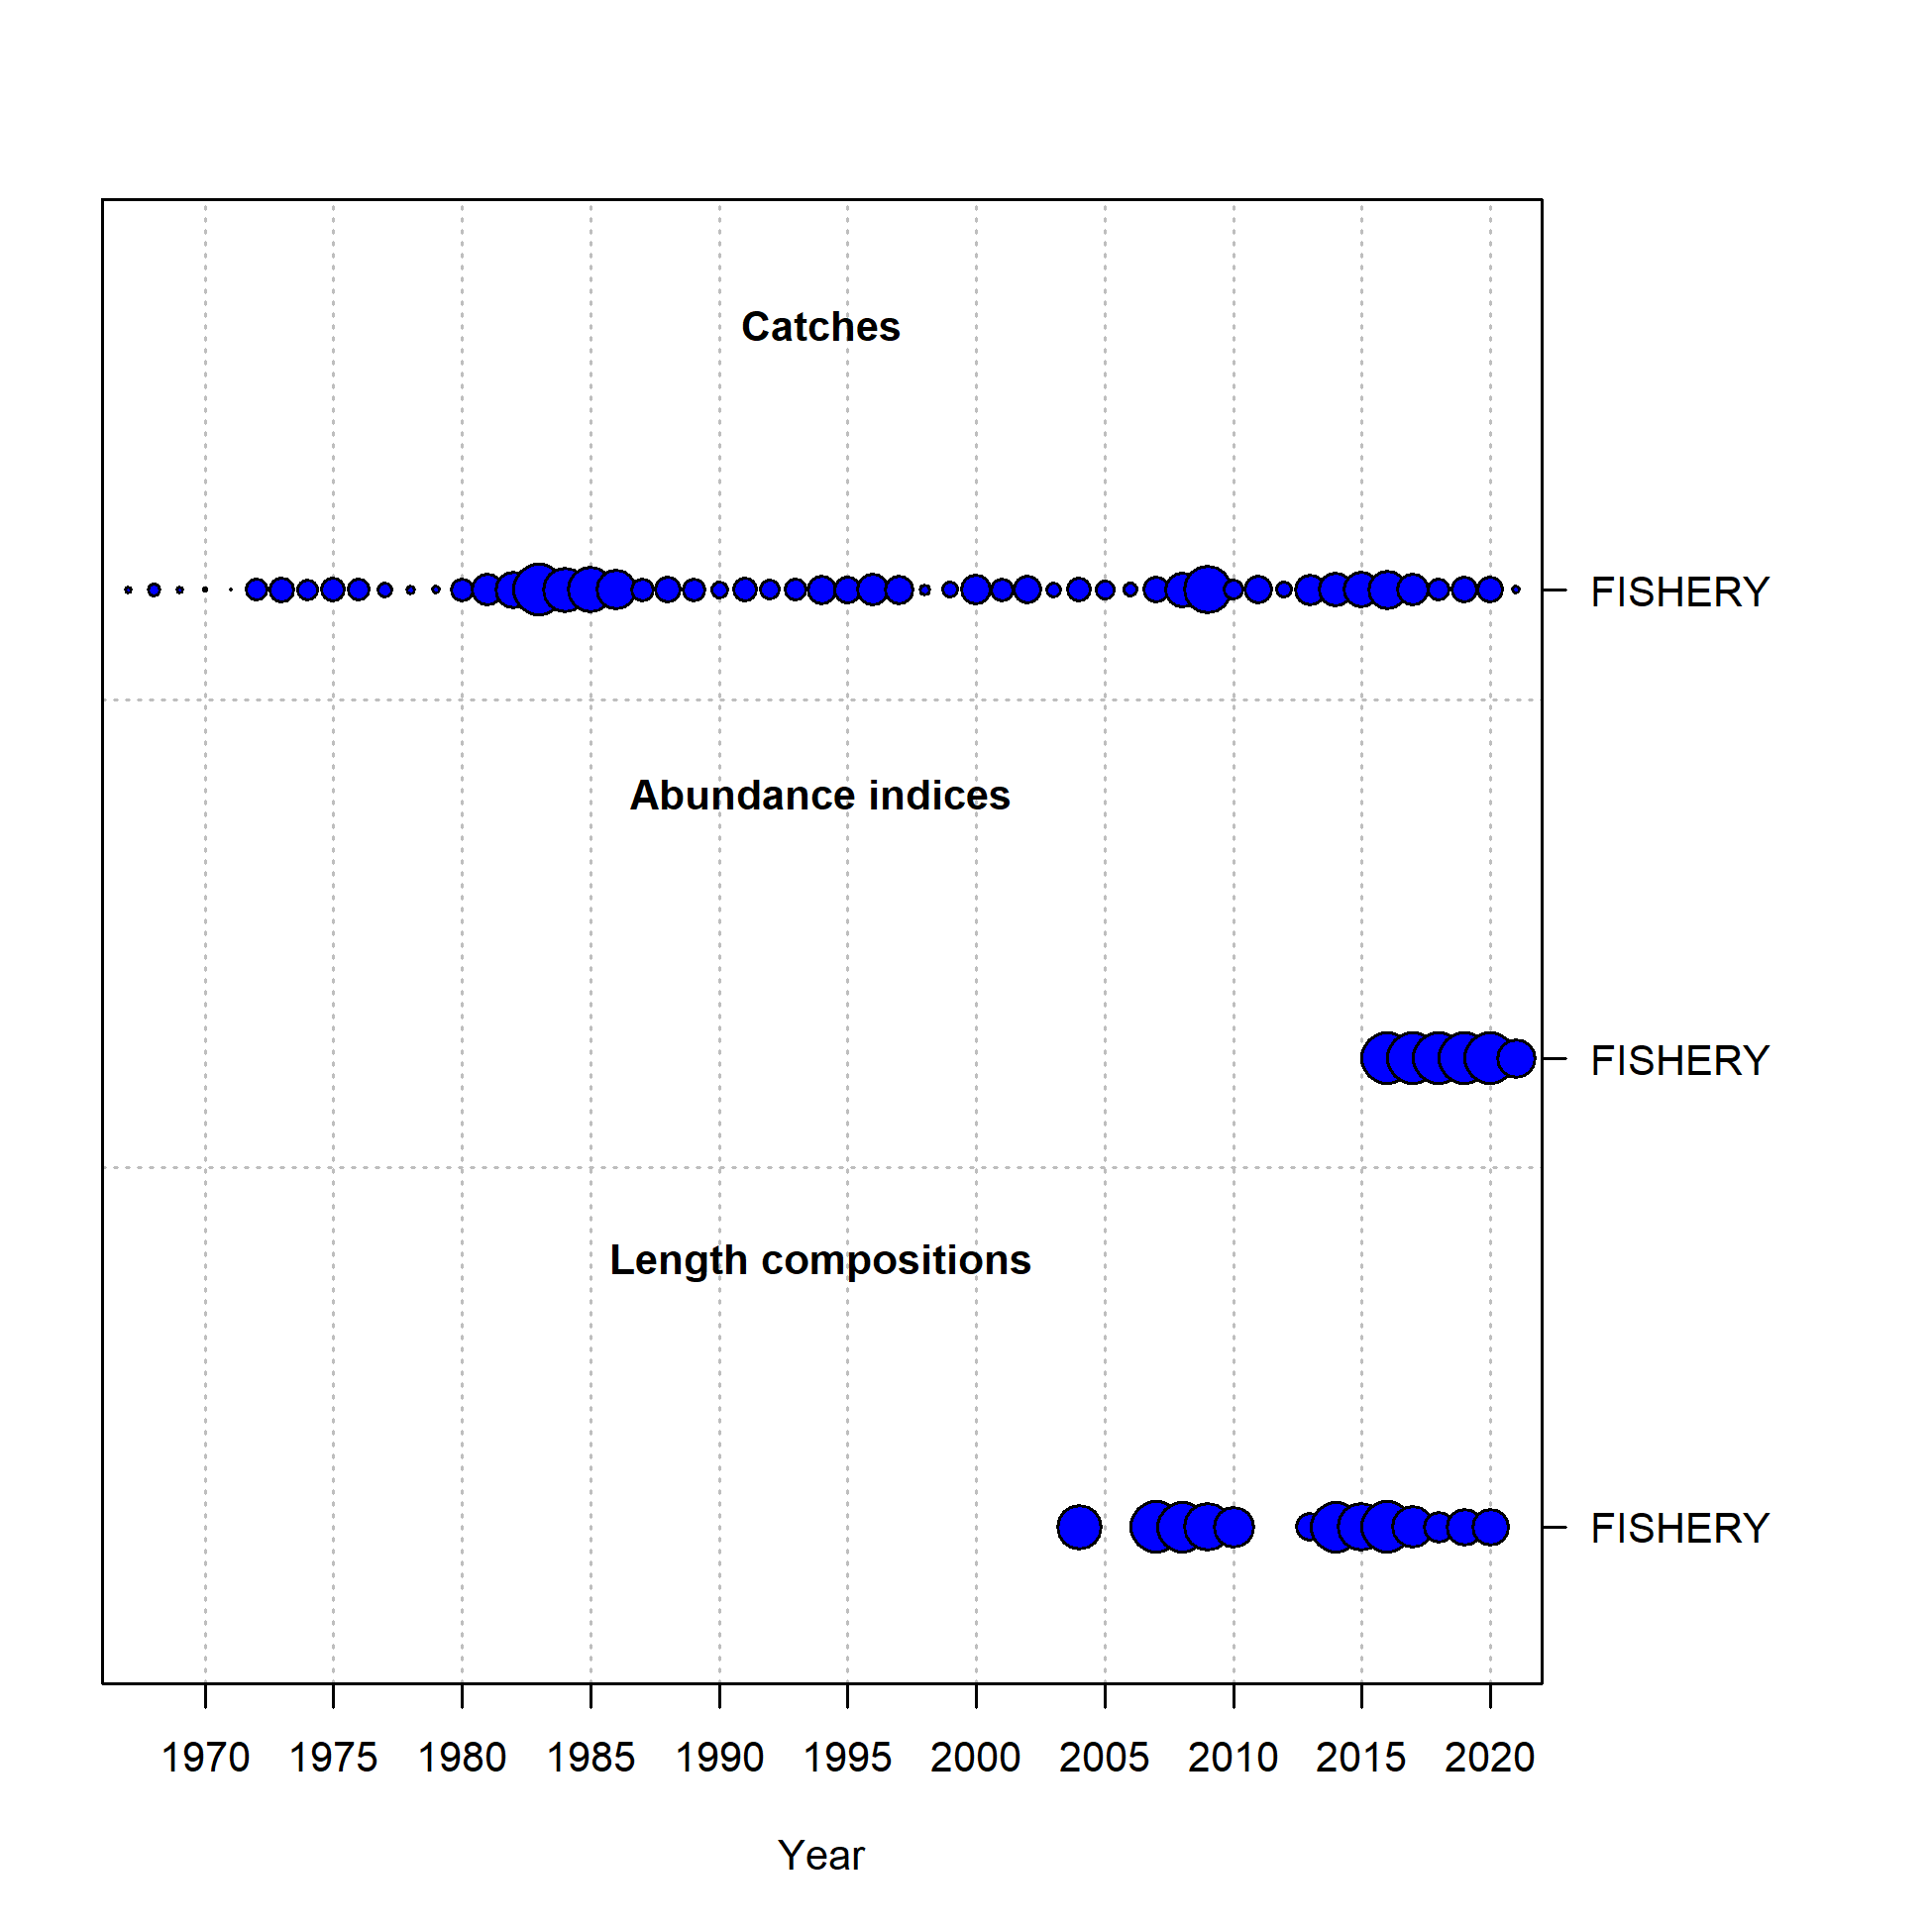 Catches
FISHERY
Abundance indices
FISHERY
Length compositions
FISHERY
1970 1975 1980 1985 1990 1995 2000 2005 2010 2015 2020
Year